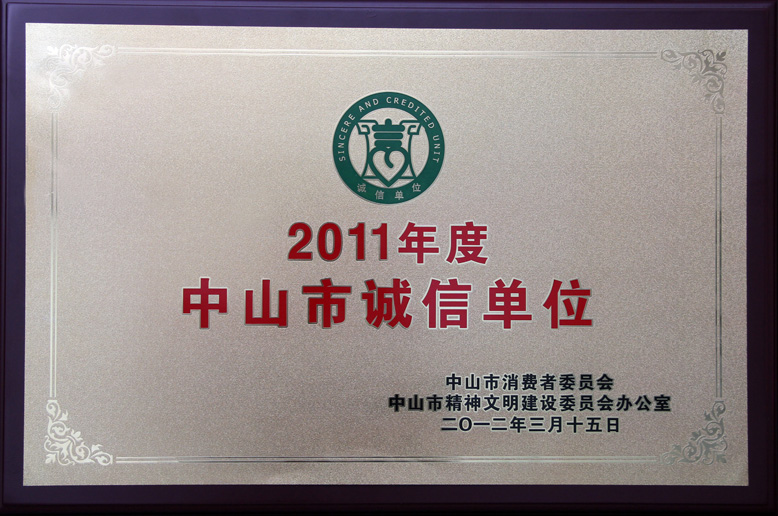 SINCERE AND CREDITED UNIT
诚信单位
2011年度
中山市诚信单位
中山市消费者委员会
中山市精神文明建设委员会办公室
二〇一二年三月十五日